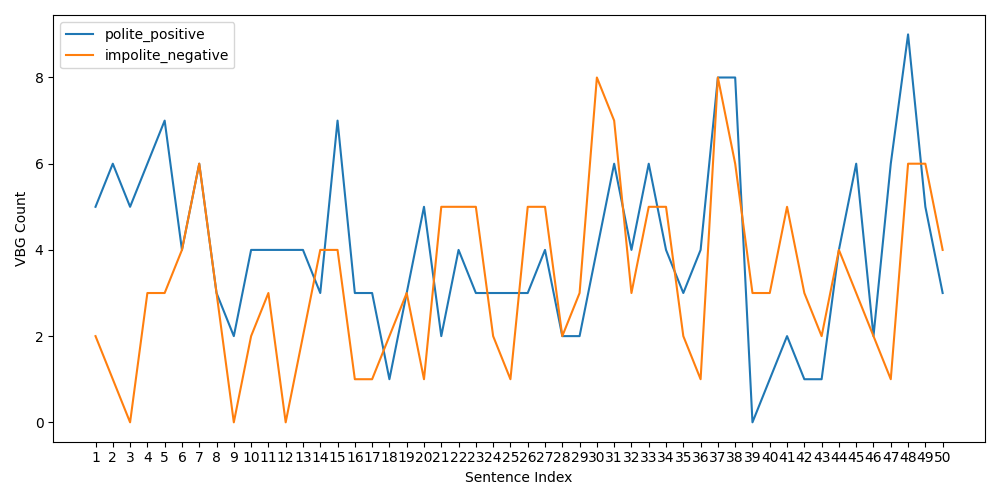 polite_positive
impolite_negative
8
6
4
2
0
VBG Count
1 2 3 4 5 6 7 8 9 10 11 12 13 14 15 16 17 18 19 20 21 22 23 24 25 26 27 28 29 30 31 32 33 34 35 36 37 38 39 40 41 42 43 44 45 46 47 48 49 50
Sentence Index